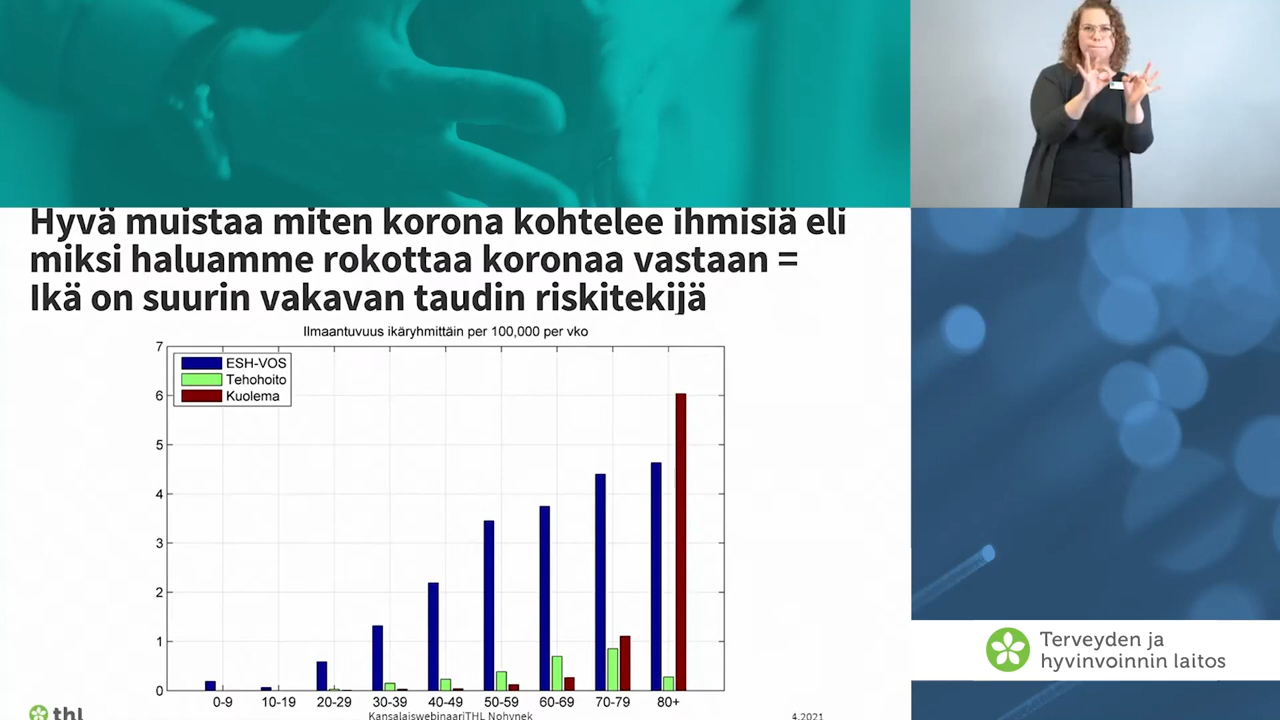 Hyvä muistaa miten korona kohtelee ihmisiä eli
miksi haluamme rokottaa koronaa vastaan =
Ikä on suurin vakavan taudin riskitekijä
Ilmaantuvuus ikäryhmittäin per 100,000 per vko
7
6
5
4
3
2
1
0
ESH-VOS
Tehohoito
Kuolema
0-9 10-19 20-29 30-39 40-49 50-59 60-69 70-79 80+
thl
KansalaiswebinaariTHL Nohynek
4.2021
Terveyden ja
hyvinvoinnin laitos